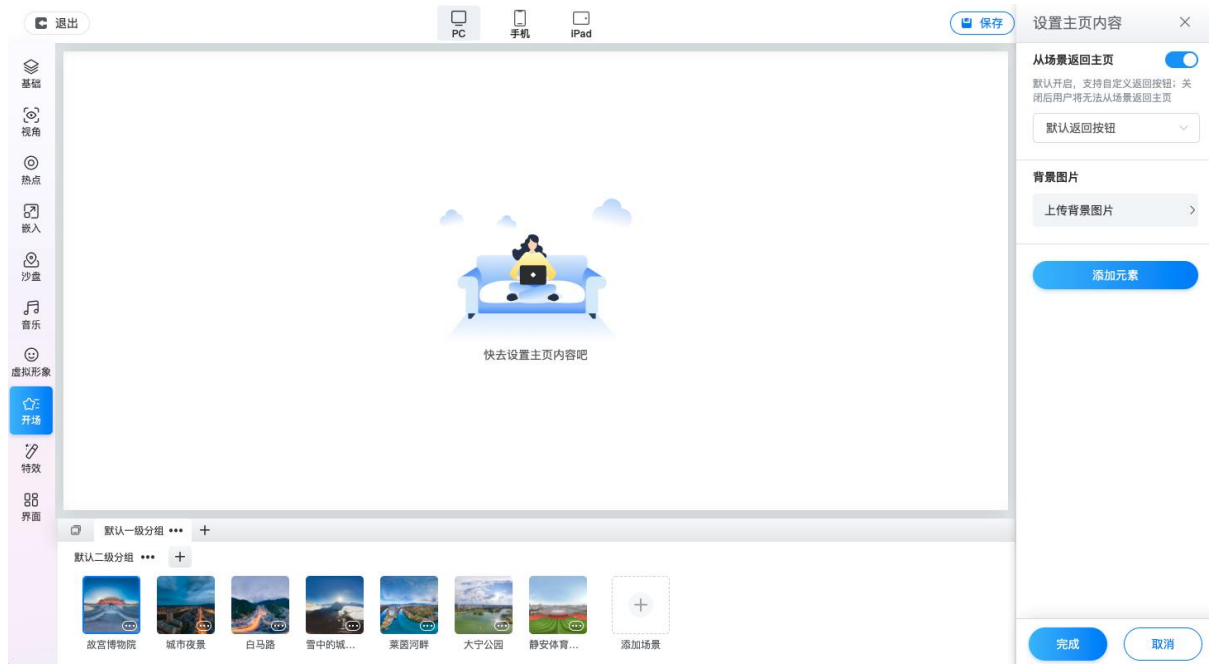 退出
PC
手机
iPad
保存
设置主页内容
基础
视角
热点
嵌入
沙盘
音乐
虚拟形象
开场
特效
界面
快去设置主页内容吧
从场景返回主页
默认开启，支持自定义返回按钮；关
闭后用户将无法从场景返回主页
默认返回按钮
背景图片
上传背景图片
添加元素
默认一级分组 •••
默认二级分组 •••
故宫博物院
城市夜景
白马路
雪中的城...
莱茵河畔
大宁公园
静安体育...
添加场景
完成
取消